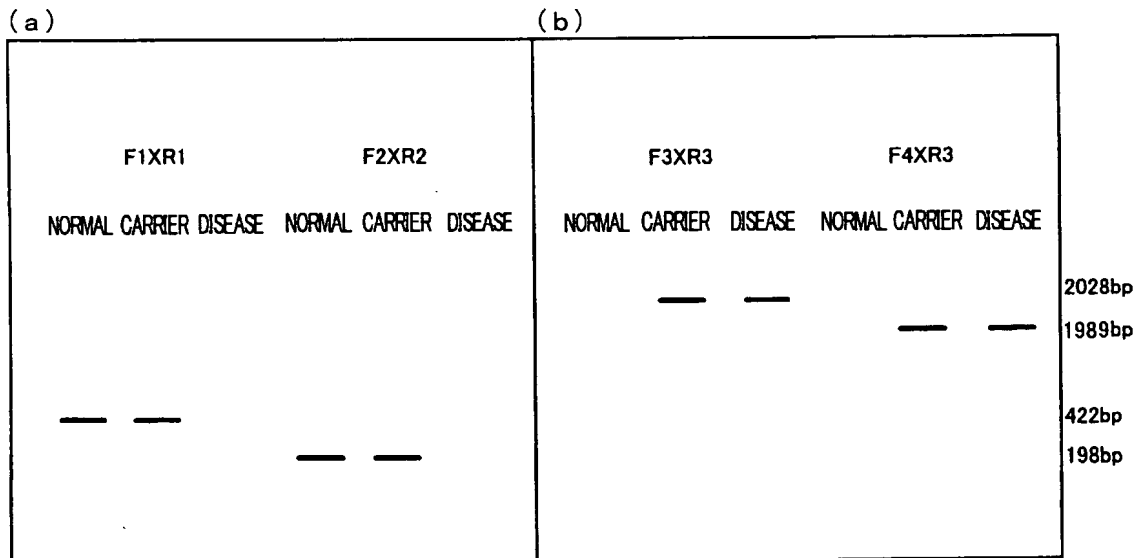 (a) (b)
F1XR1 F2XR2 F3XR3 F4XR3
NORMAL CARRIER DISEASE NORMAL CARRIER DISEASE NORMAL CARRIER DISEASE NORMAL CARRIER DISEASE
2028bp
1989bp
422bp
198bp